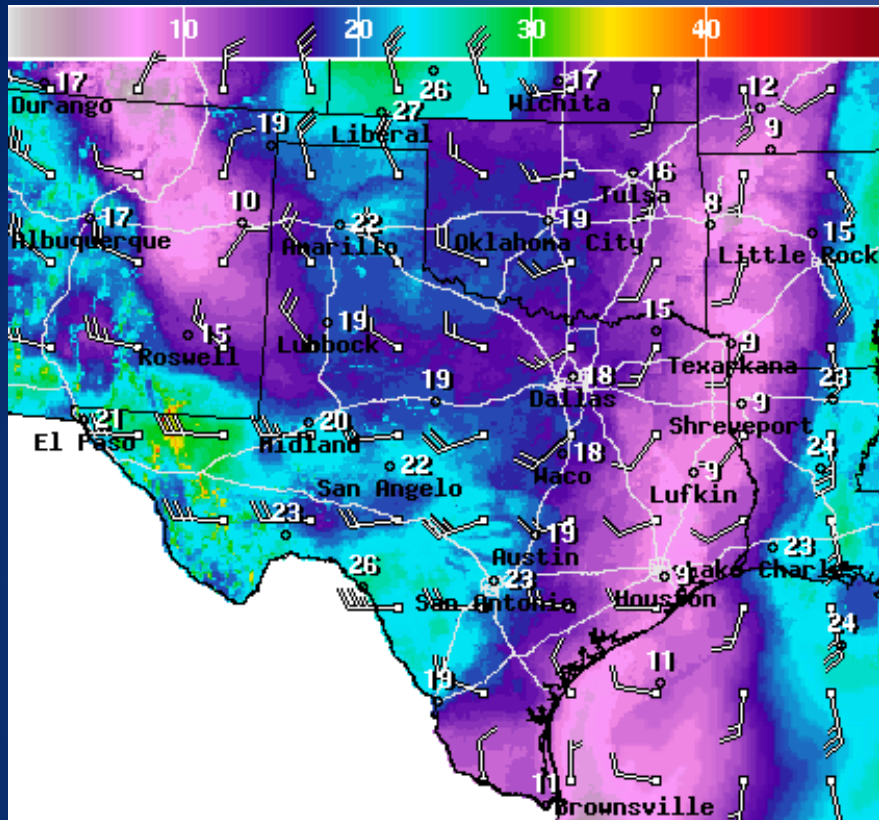 10 20 30 40
17 26 17 12
Durango Wichita
27 9
Liberal
19
16
Tulsa
17 10 22 19 8 15
Albuquerque Amarillo Oklahoma City Little Rock
15 19 15 9
Roswell Lubbock Texarkana
18 23
Dallas
19 9
21 20 Shreveport
El Paso Midland
22 18 9 24
San Angelo Waco Lufkin
23 19 23
Austin
26 23 9 Lake Charles
San Antonio Houston
24
19 11
11
Brownsville